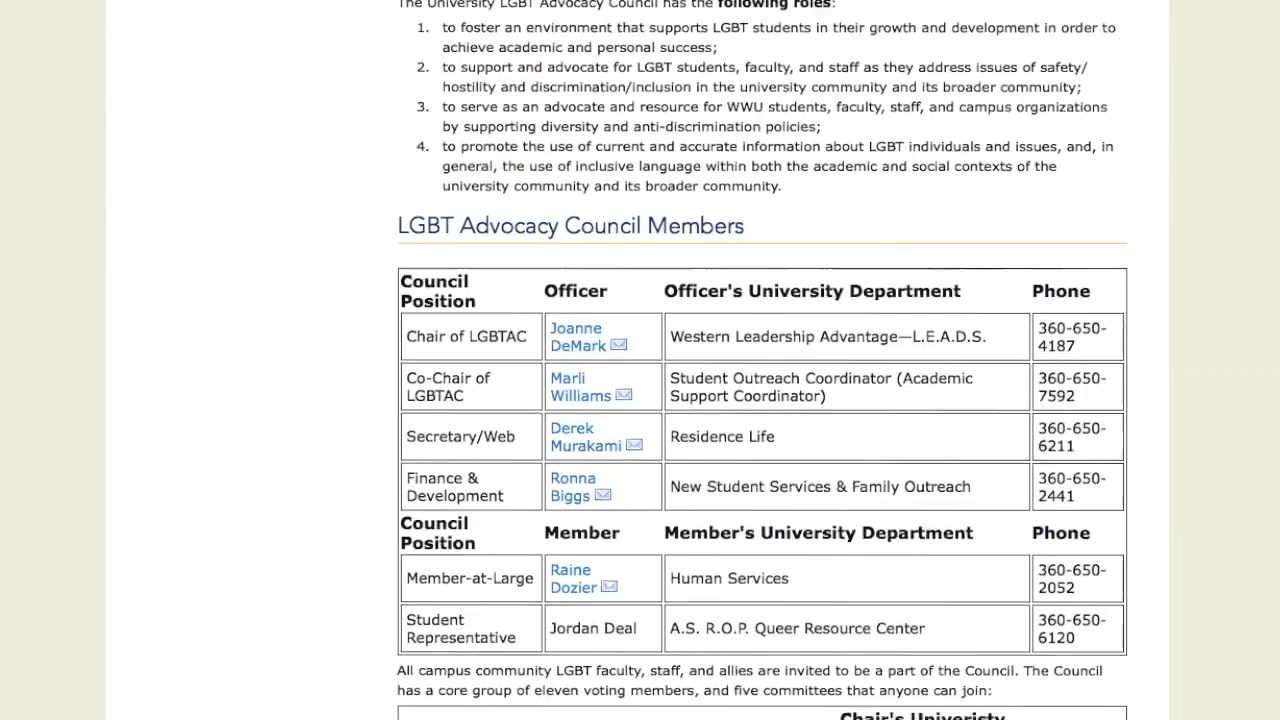 The University LGBT Advocacy Council has the following roles:
1. to foster an environment that supports LGBT students in their growth and development in order to
achieve academic and personal success;
2. to support and advocate for LGBT students, faculty, and staff as they address issues of safety/
hostility and discrimination/inclusion in the university community and its broader community;
3. to serve as an advocate and resource for WWU students, faculty, staff, and campus organizations
by supporting diversity and anti-discrimination policies;
4. to promote the use of current and accurate information about LGBT individuals and issues, and, in
general, the use of inclusive language within both the academic and social contexts of the
university community and its broader community.
LGBT Advocacy Council Members
Council
Position
Officer
Officer's University Department
Phone
Chair of LGBTAC
Joanne
DeMark
Western Leadership Advantage—L.E.A.D.S.
360-650-
4187
Co-Chair of
LGBTAC
Marli
Williams
Student Outreach Coordinator (Academic
Support Coordinator)
360-650-
7592
Secretary/Web
Derek
Murakami
Residence Life
360-650-
6211
Finance &
Development
Ronna
Biggs
New Student Services & Family Outreach
360-650-
2441
Council
Position
Member
Member's University Department
Phone
Member-at-Large
Raine
Dozier
Human Services
360-650-
2052
Student
Representative
Jordan Deal
A.S. R.O.P. Queer Resource Center
360-650-
6120
All campus community LGBT faculty, staff, and allies are invited to be a part of the Council. The Council
has a core group of eleven voting members, and five committees that anyone can join:
Chair's Univeristy